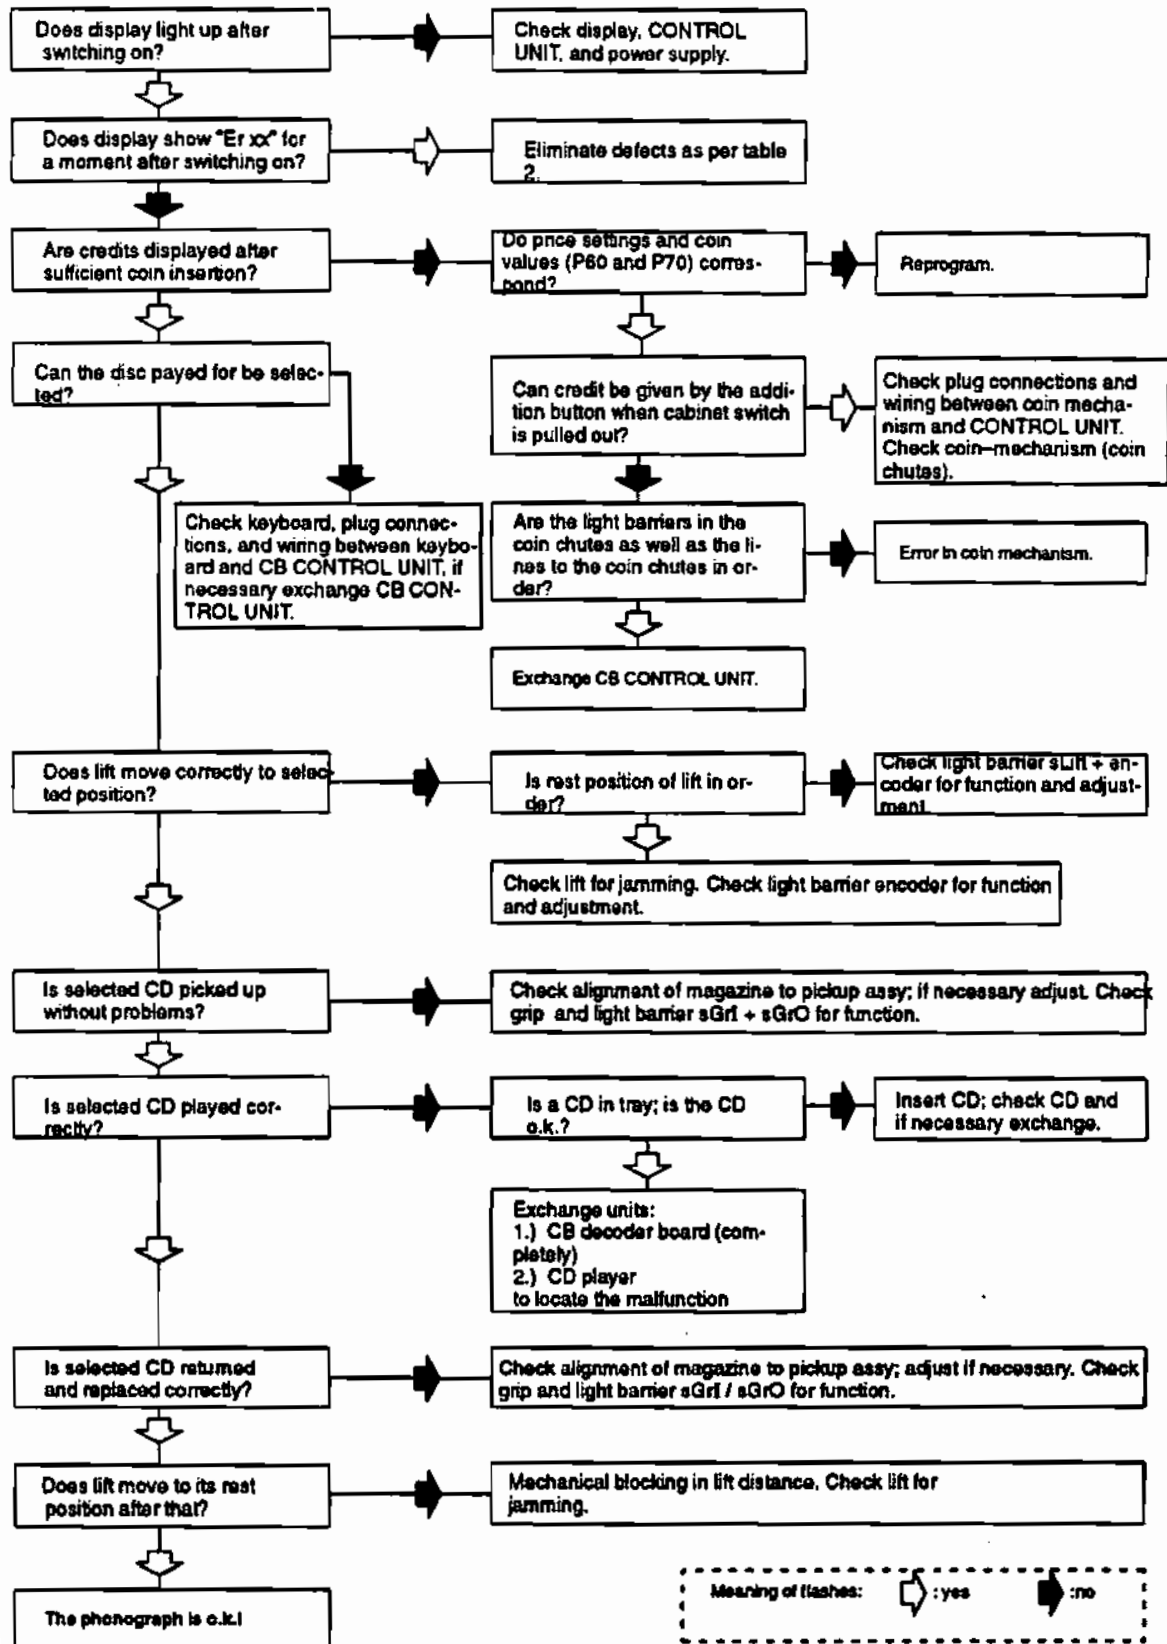 Does display light up after
switching on?
Check display, CONTROL
UNIT, and power supply.
Does display show "Er xx" for
a moment after switching on?
Eliminate defects as per table
2.
Are credits displayed after
sufficient coin insertion?
Do price settings and coin
values (P60 and P70) corres-
pond?
Reprogram.
Can the disc payed for be selec-
ted?
Can credit be given by the addi-
tion button when cabinet switch
is pulled out?
Check plug connections and
wiring between coin mecha-
nism and CONTROL UNIT.
Check coin–mechanism (coin
chutes).
Check keyboard, plug connec-
tions, and wiring between keybo-
ard and CB CONTROL UNIT, if
necessary exchange CB CON-
TROL UNIT.
Are the light barriers in the
coin chutes as well as the li-
nes to the coin chutes in or-
der?
Error in coin mechanism.
Exchange CB CONTROL UNIT.
Does lift move correctly to selec-
ted position?
Is rest position of lift in or-
der?
Check light barrier sLift + en-
coder for function and adjust-
ment.
Check lift for jamming. Check light barrier encoder for function
and adjustment.
Is selected CD picked up
without problems?
Check alignment of magazine to pickup assy; if necessary adjust. Check
grip and light barrier sGrI + sGrO for function.
Is selected CD played cor-
rectly?
Is a CD in tray; is the CD
o.k.?
Insert CD; check CD and
if necessary exchange.
Exchange units:
1.) CB decoder board (com-
pletely)
2.) CD player
to locate the malfunction
Is selected CD returned
and replaced correctly?
Check alignment of magazine to pickup assy; adjust if necessary. Check
grip and light barrier sGrI / sGrO for function.
Does lift move to its rest
position after that?
Mechanical blocking in lift distance. Check lift for
jamming.
The phonograph is o.k.!
Meaning of flashes: :yes :no